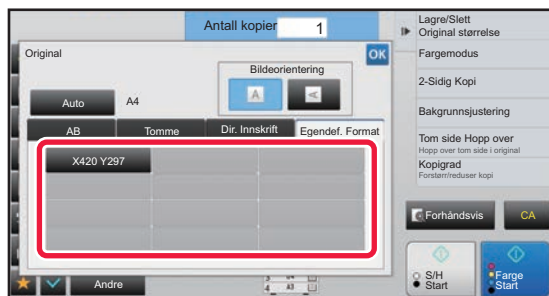 Antall kopier 1
Lagre/Slett
Original størrelse
Original
OK
Fargemodus
Bildeorientering
2-Sidig Kopi
A
A
Auto
A4
Bakgrunnsjustering
AB
Tomme
Dir. Innskrift
Egendef. Format
Tom side Hopp over
Hopp over tom side i original
X420 Y297
Kopigrad
Forstørr/reduser kopi
Forhåndsvis
CA
S/H
Start
Farge
Start
Andre
4
A3